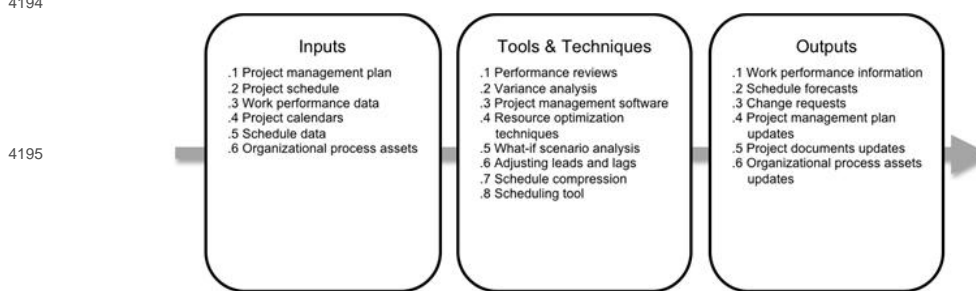 4194
Inputs
.1 Project management plan
.2 Project schedule
.3 Work performance data
.4 Project calendars
.5 Schedule data
.6 Organizational process assets
Tools & Techniques
.1 Performance reviews
.2 Variance analysis
.3 Project management software
.4 Resource optimization
techniques
.5 What-if scenario analysis
.6 Adjusting leads and lags
.7 Schedule compression
.8 Scheduling tool
Outputs
.1 Work performance information
.2 Schedule forecasts
.3 Change requests
.4 Project management plan
updates
.5 Project documents updates
.6 Organizational process assets
updates
4195